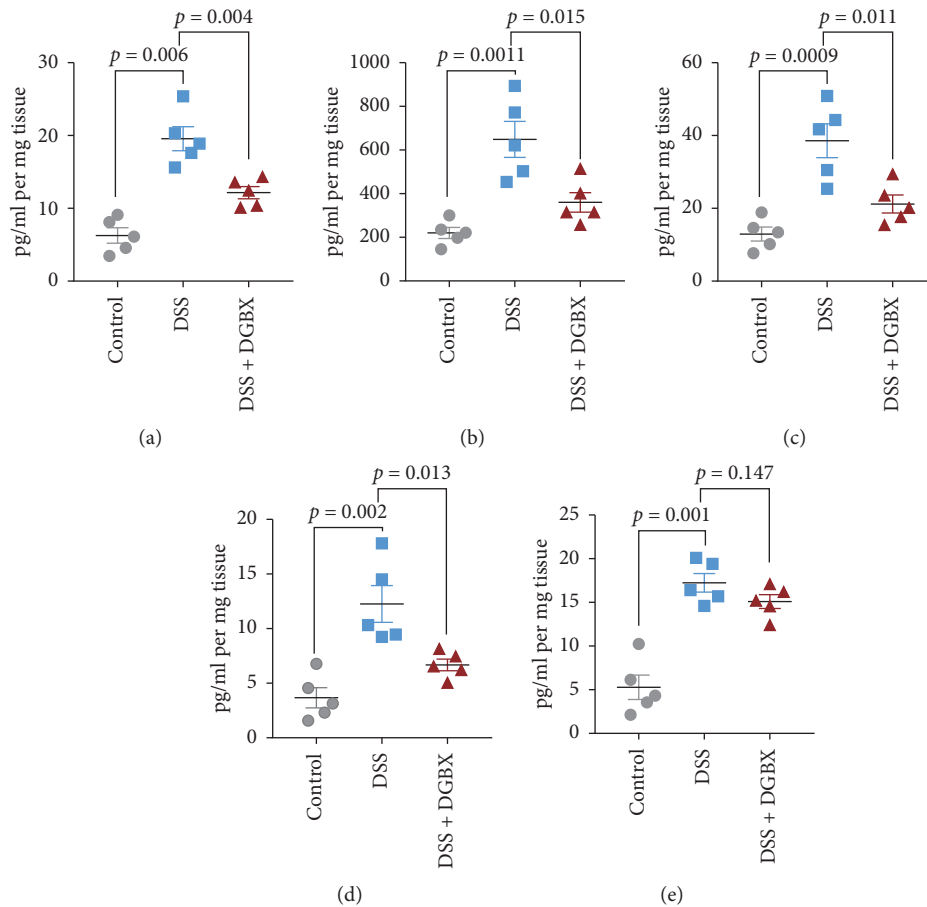 p = 0.004
p = 0.006
30
20
10
0
pg/ml per mg tissue
Control
DSS
DSS + DGBX
(a)
p = 0.015
p = 0.0011
1000
800
600
400
200
0
pg/ml per mg tissue
Control
DSS
DSS + DGBX
(b)
p = 0.011
p = 0.0009
60
40
20
0
pg/ml per mg tissue
Control
DSS
DSS + DGBX
(c)
p = 0.013
p = 0.002
20
15
10
5
0
pg/ml per mg tissue
Control
DSS
DSS + DGBX
(d)
p = 0.147
p = 0.001
25
20
15
10
5
0
pg/ml per mg tissue
Control
DSS
DSS + DGBX
(e)